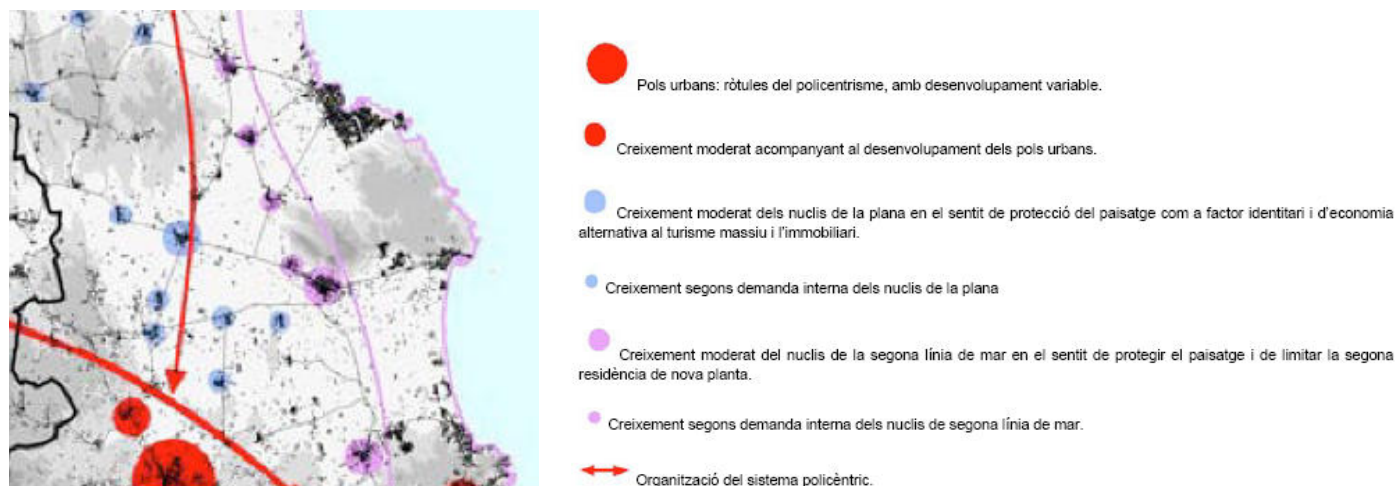 Pols urbans: ròtules del policentrisme, amb desenvolupament variable.
Creixement moderat acompanyant al desenvolupament dels pols urbans.
Creixement moderat dels nuclis de la plana en el sentit de protecció del paisatge com a factor identitari i d'economia
alternativa al turisme massiu i l'immobiliari.
Creixement segons demanda interna dels nuclis de la plana
Creixement moderat del nuclis de la segona línia de mar en el sentit de protegir el paisatge i de limitar la segona
residència de nova planta.
Creixement segons demanda interna dels nuclis de segona línia de mar.
Organització del sistema policèntric.